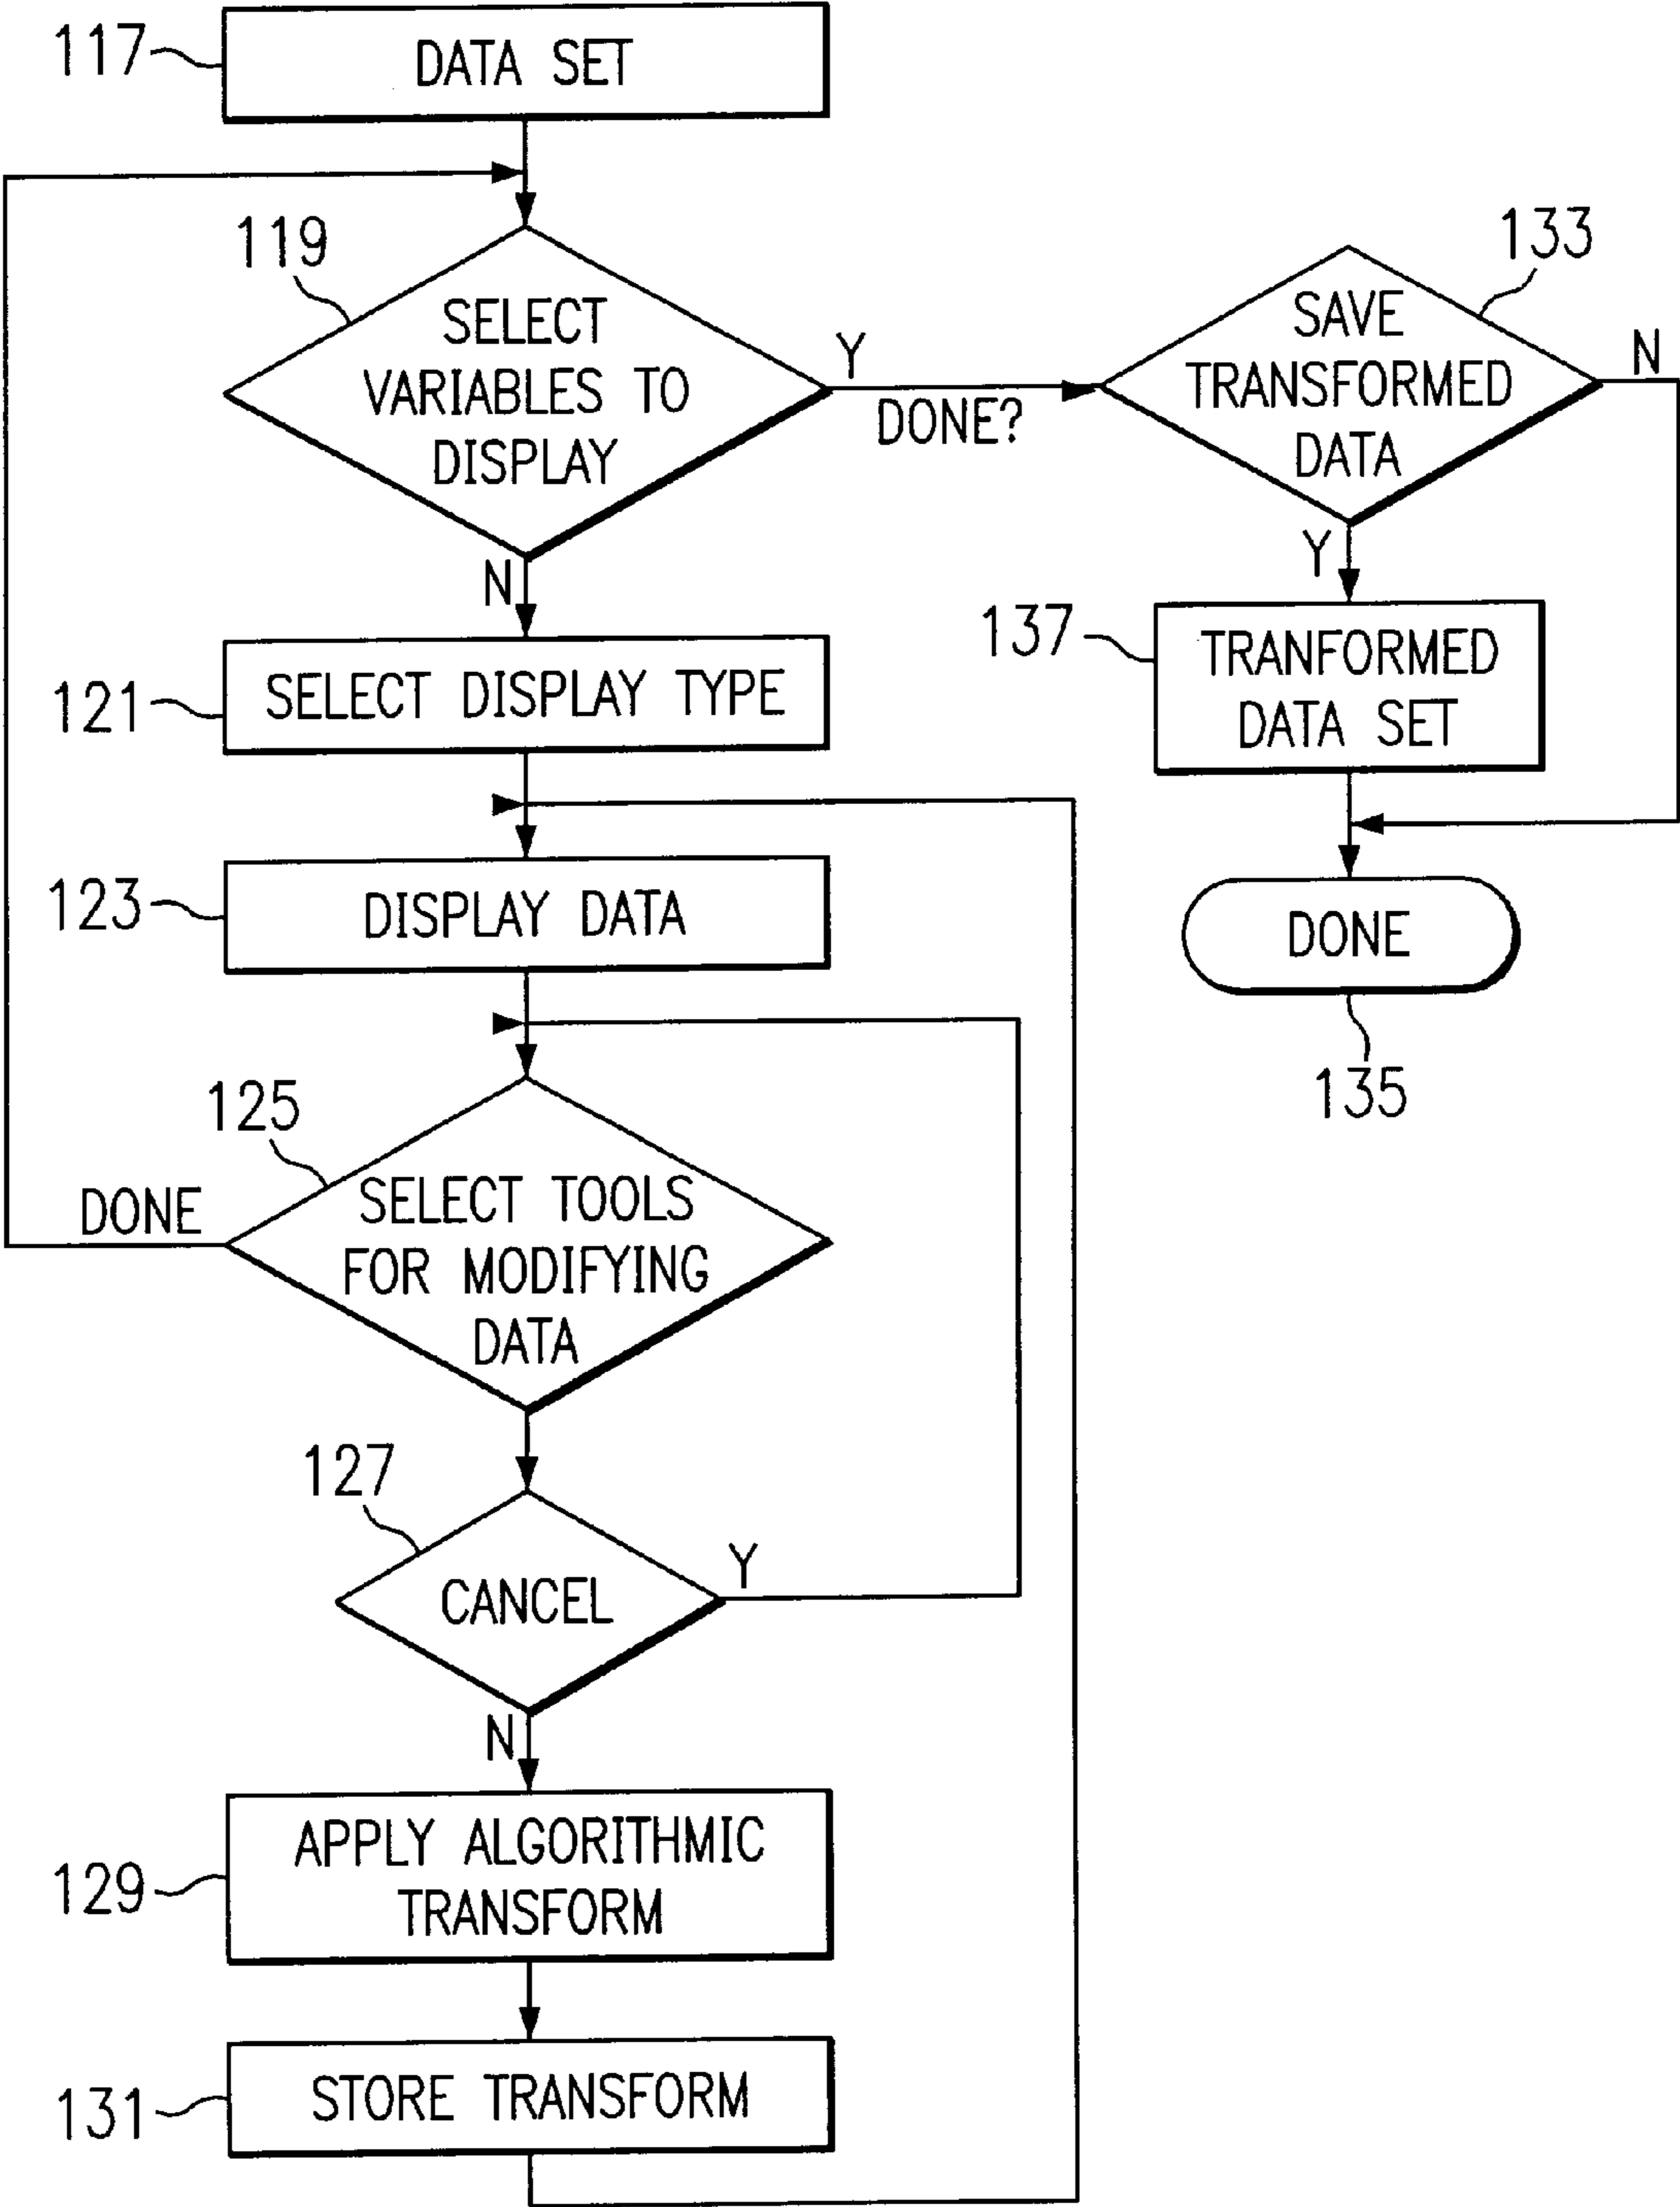 117
DATA SET
119
SELECT
VARIABLES TO
DISPLAY
Y
DONE?
133
SAVE
TRANSFORMED
DATA
N
Y
N
137
TRANFORMED
DATA SET
121
SELECT DISPLAY TYPE
123
DISPLAY DATA
DONE
135
125
DONE
SELECT TOOLS
FOR MODIFYING
DATA
127
CANCEL
Y
N
129
APPLY ALGORITHMIC
TRANSFORM
131
STORE TRANSFORM